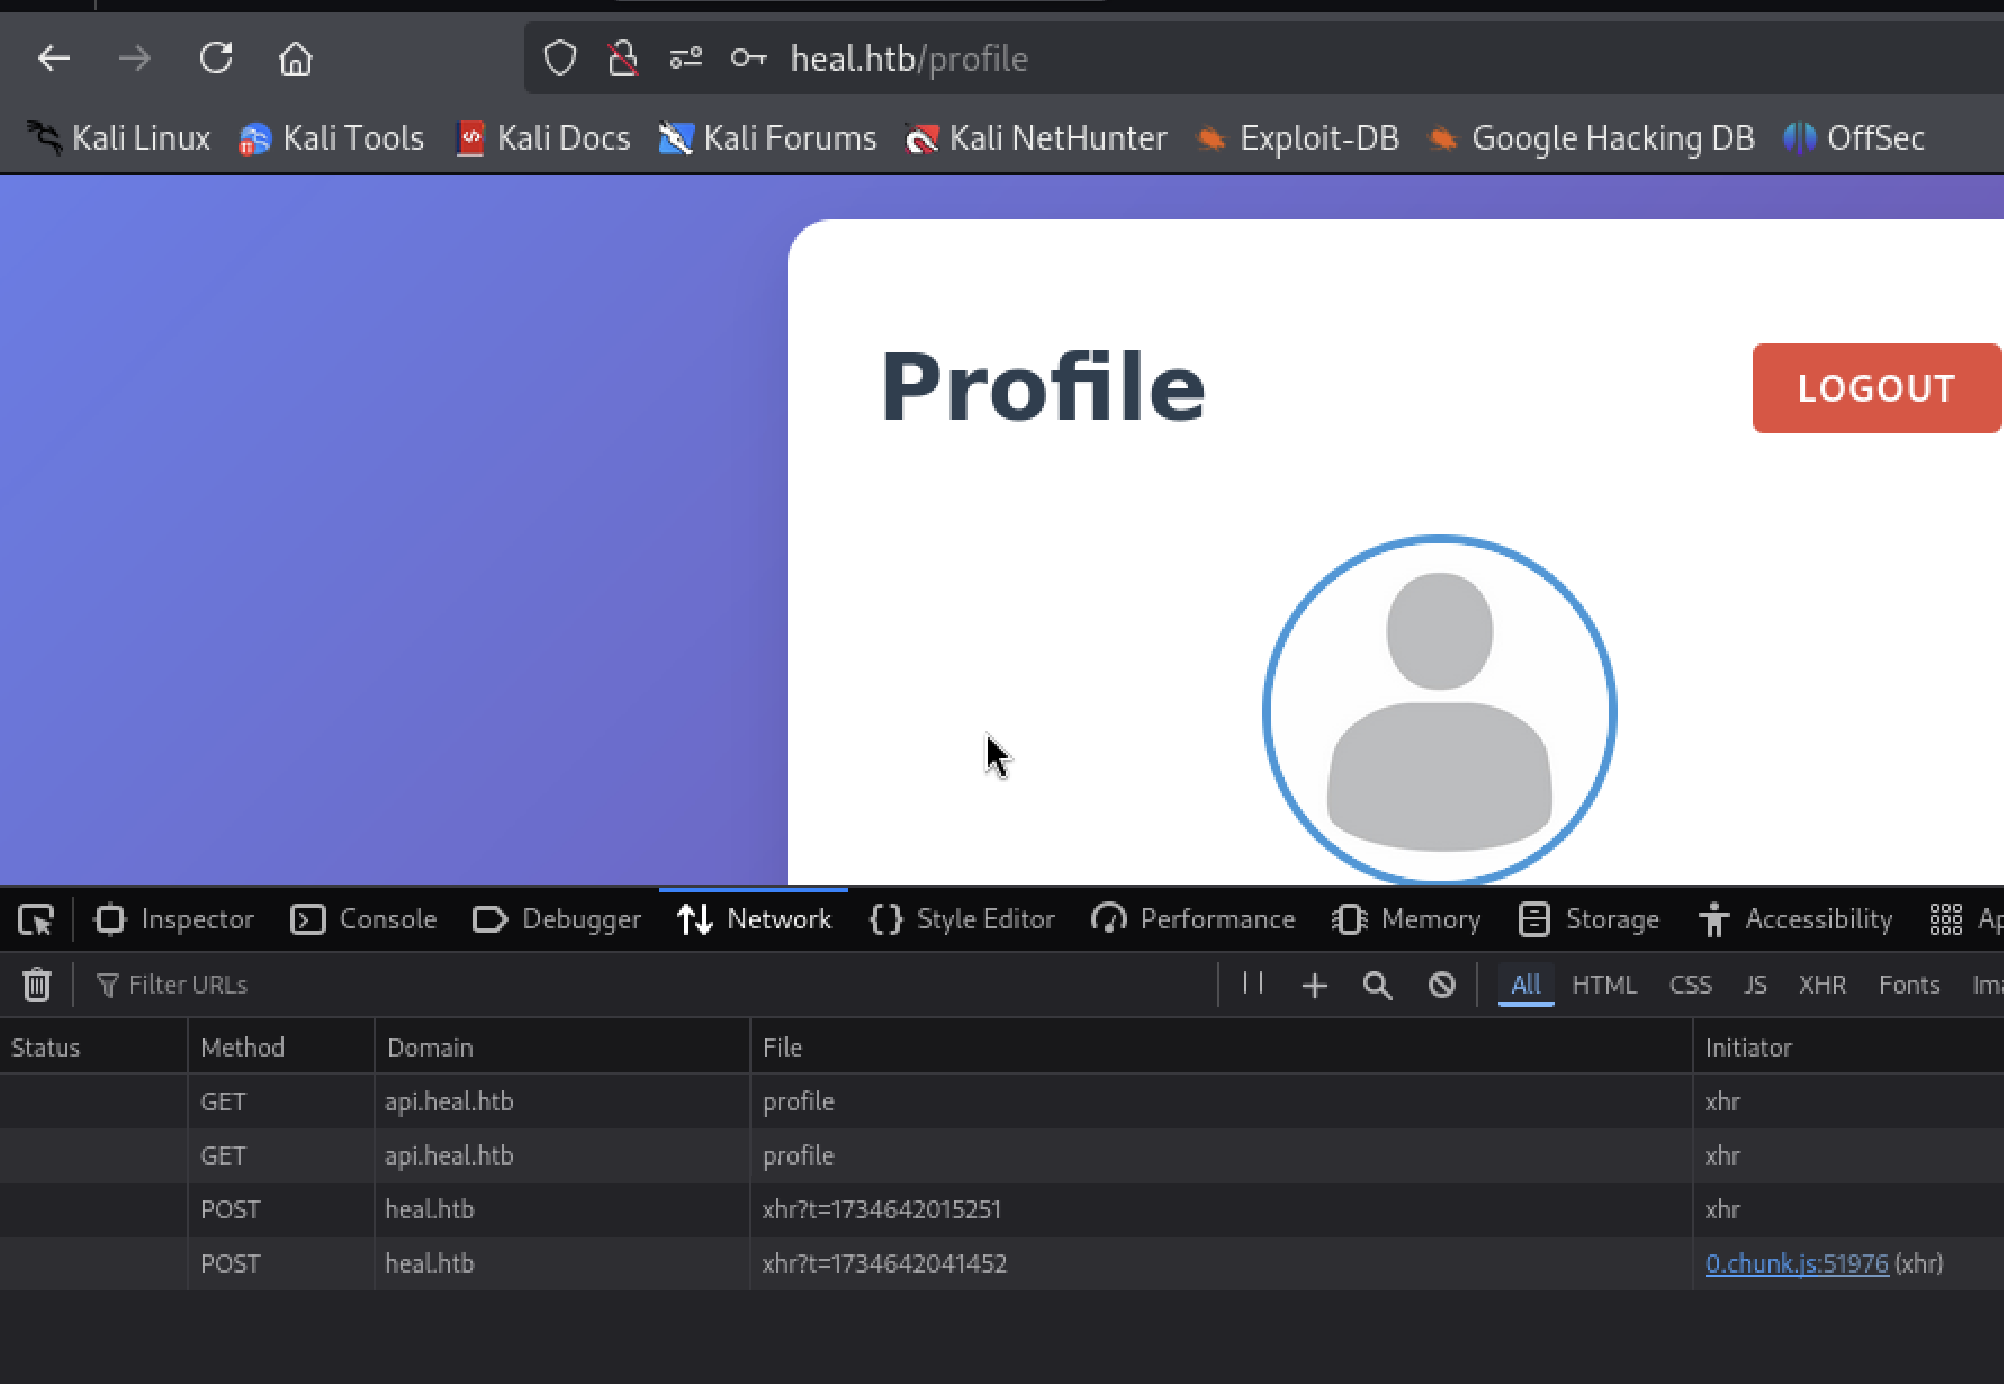 heal.htb/profile
Kali Linux Kali Tools Kali Docs Kali Forums Kali NetHunter Exploit-DB Google Hacking DB OffSec
Profile
LOGOUT
Inspector Console Debugger Network Style Editor Performance Memory Storage Accessibility Ap
Filter URLs All HTML CSS JS XHR Fonts Ima
Status Method Domain File Initiator
GET api.heal.htb profile xhr
GET api.heal.htb profile xhr
POST heal.htb xhr?t=1734642015251 xhr
POST heal.htb xhr?t=1734642041452 0.chunk.js:51976 (xhr)